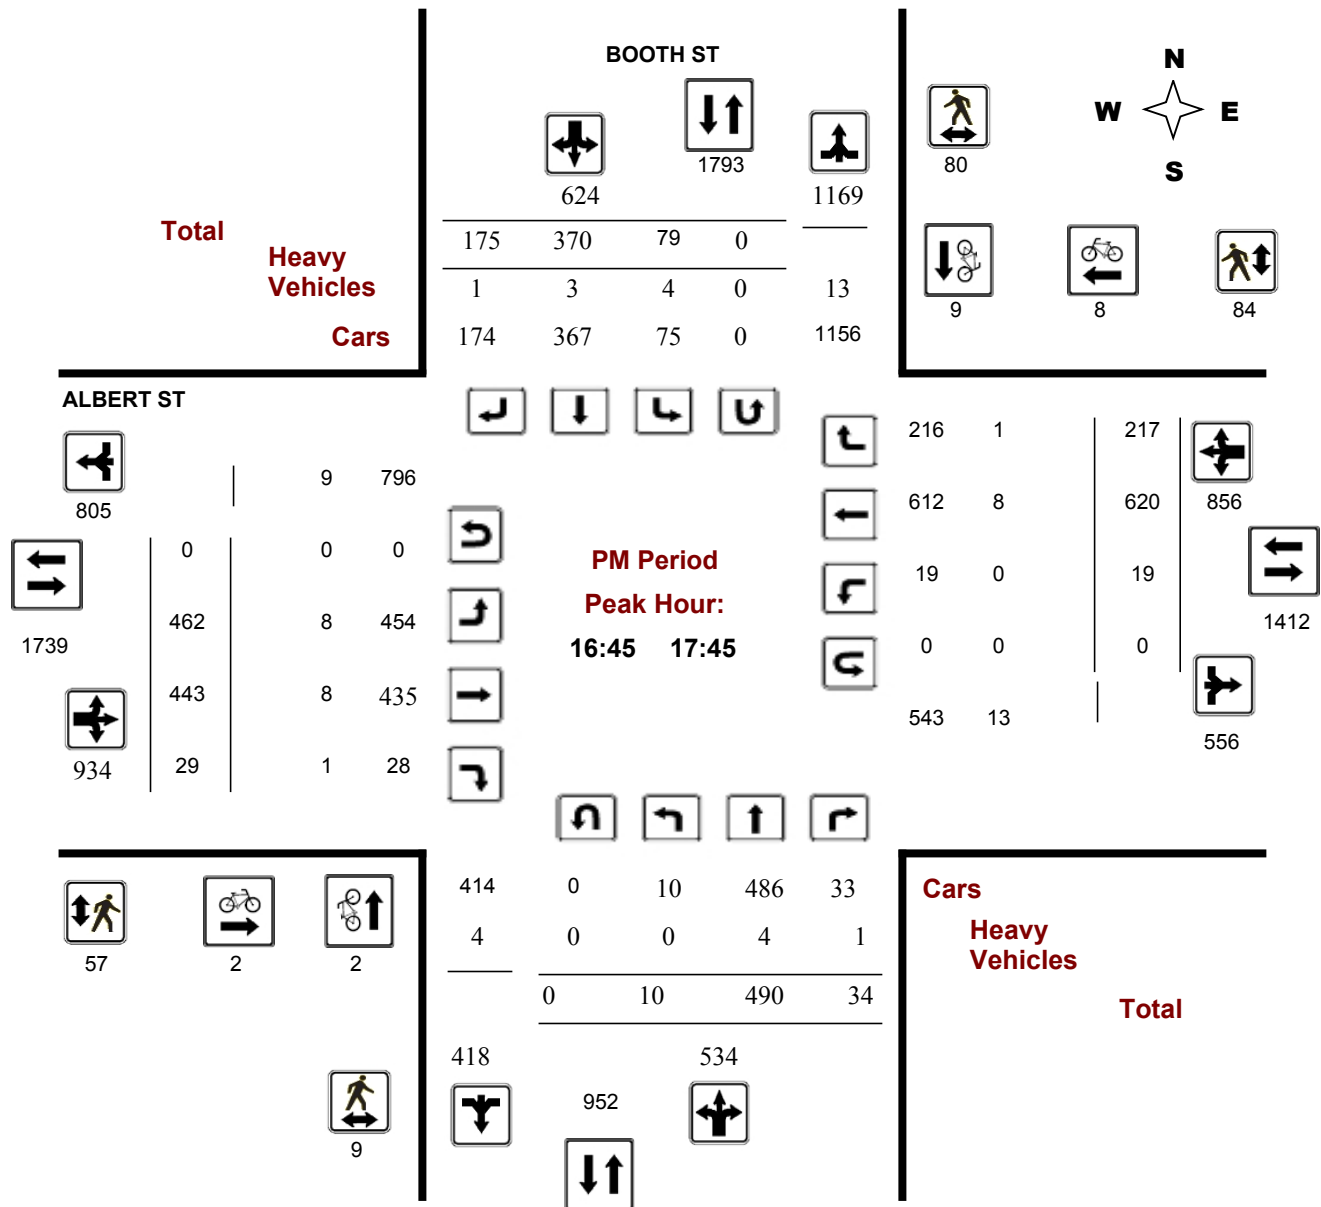 BOOTH ST
N
W E
S
1793
80
624
1169
Total
175 370 79 0
Heavy
Vehicles
1 3 4 0 13
Cars
174 367 75 0 1156
9 8 84
ALBERT ST
216 1 217
9 796
805
612 8 620 856
0 0 0
PM Period
19 0 19
Peak Hour:
462 8 454
1739
16:45 17:45
0 0 0
1412
443 8 435
543 13
556
934 29 1 28
414 0 10 486 33
Cars
4 0 0 4 1
Heavy
Vehicles
57 2 2
0 10 490 34
Total
418 534
952
9